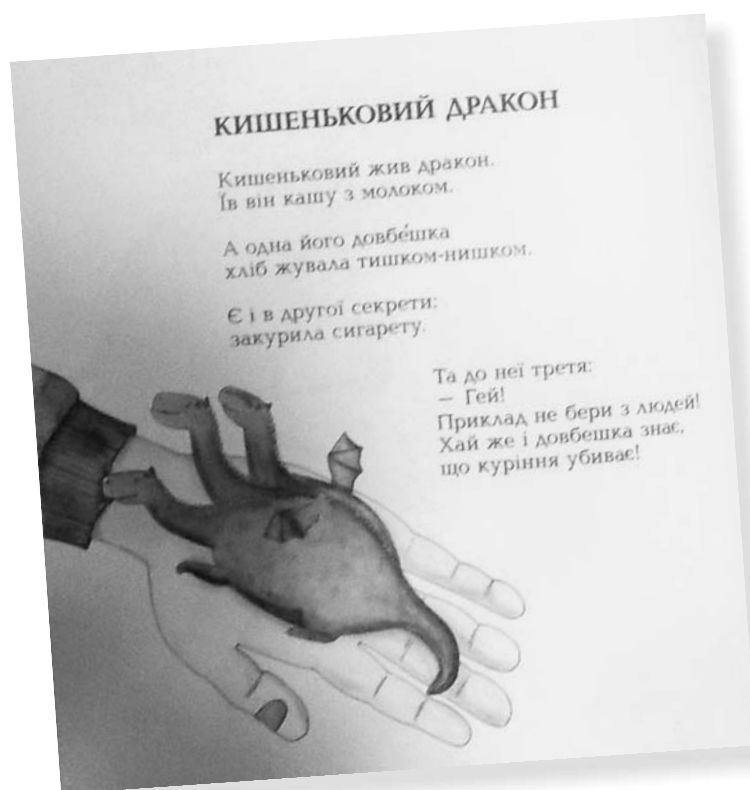 КИШЕНЬКОВИЙ ДРАКОН
Кишеньковий жив дракон.
Їв він кашу з молоком.
А одна його довбе́шка
хліб жувала тишком-нишком.
Є і в другої секрети:
закурила сигарету.
Та до неї третя:
— Гей!
Приклад не бери з людей!
Хай же і довбешка знає,
що куріння убиває!